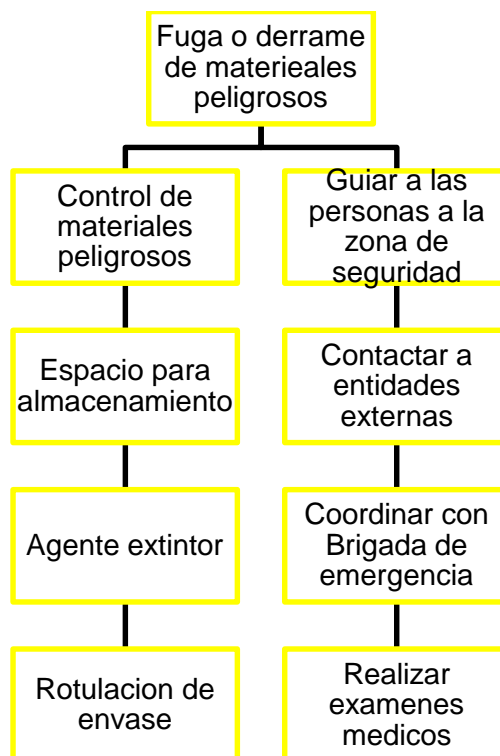 Fuga o derrame
de materieales
peligrosos
Control de
materiales
peligrosos
Espacio para
almacenamiento
Agente extintor
Rotulacion de
envase
Guiar a las
personas a la
zona de
seguridad
Contactar a
entidades
externas
Coordinar con
Brigada de
emergencia
Realizar
examenes
medicos